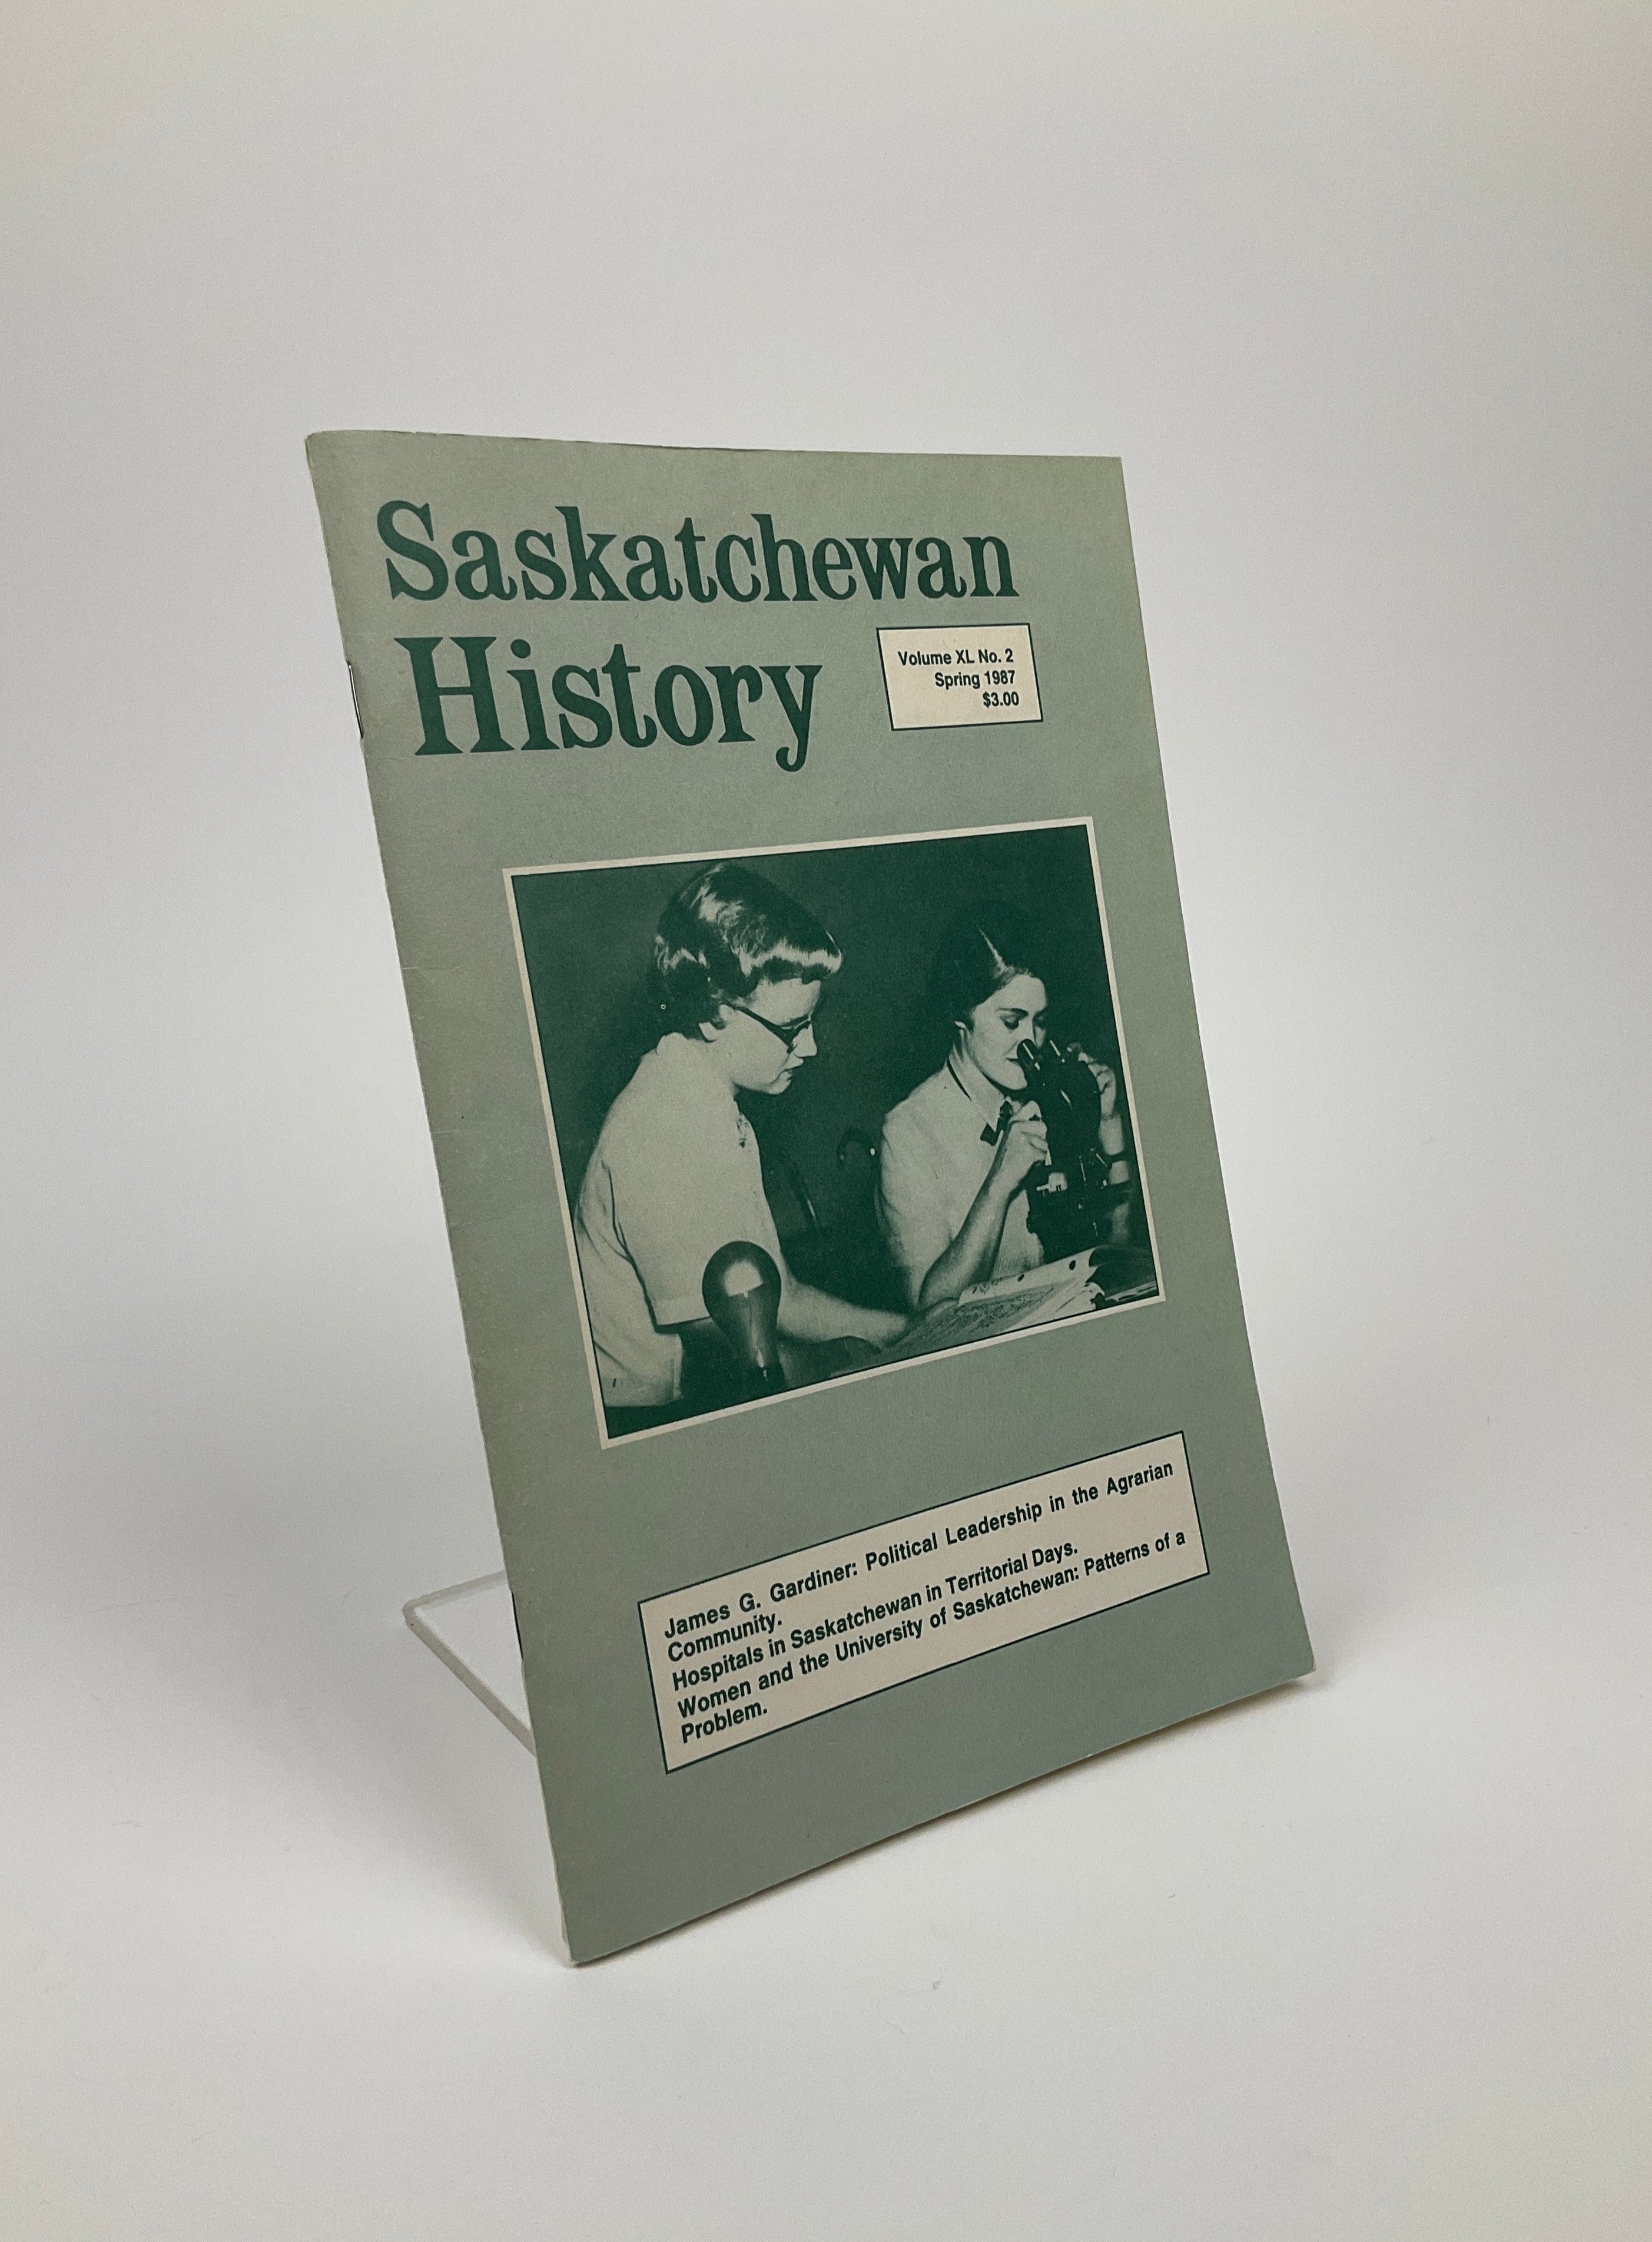 Saskatchewan
History
Volume XL No. 2
Spring 1987
$3.00
James G. Gardiner: Political Leadership in the Agrarian
Community.
Hospitals in Saskatchewan in Territorial Days.
Women and the University of Saskatchewan: Patterns of a
Problem.